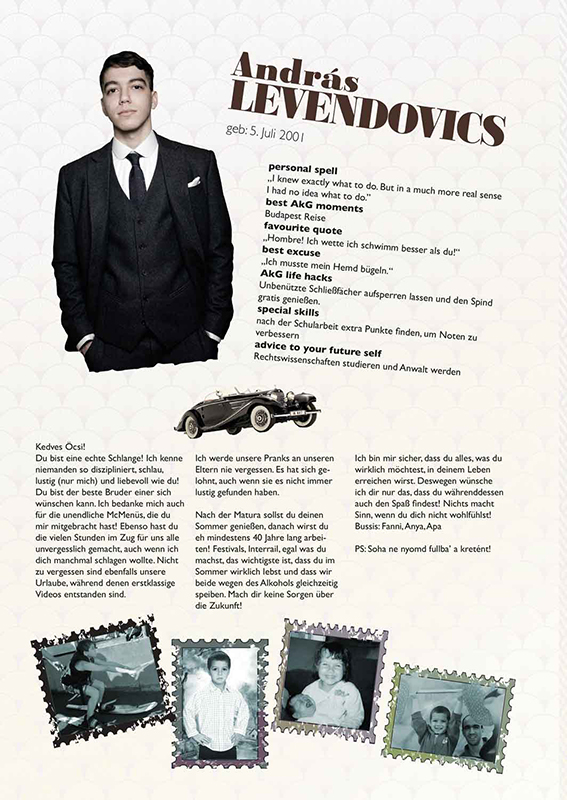 András
LEVENDOVICS
geb: 5. Juli 2001
personal spell
„I knew exactly what to do. But in a much more real sense
I had no idea what to do.“
best AkG moments
Budapest Reise
favourite quote
„Hombre! Ich wette ich schwimm besser als du!“
best excuse
„Ich musste mein Hemd bügeln.“
AkG life hacks
Unbenützte Schließfächer aufsperren lassen und den Spind
gratis genießen.
special skills
nach der Schularbeit extra Punkte finden, um Noten zu
verbessern
advice to your future self
Rechtswissenschaften studieren und Anwalt werden
Kedves Öcsi!
Du bist eine echte Schlange! Ich kenne
niemanden so diszipliniert, schlau,
lustig (nur mich) und liebevoll wie du!
Du bist der beste Bruder einer sich
wünschen kann. Ich bedanke mich auch
für die unendliche McMenüs, die du
mir mitgebracht hast! Ebenso hast du
die vielen Stunden im Zug für uns alle
unvergesslich gemacht, auch wenn ich
dich manchmal schlagen wollte. Nicht
zu vergessen sind ebenfalls unsere
Urlaube, während denen erstklassige
Videos entstanden sind.
Ich werde unsere Pranks an unseren
Eltern nie vergessen. Es hat sich ge-
lohnt, auch wenn sie es nicht immer
lustig gefunden haben.
Nach der Matura sollst du deinen
Sommer genießen, danach wirst du
eh mindestens 40 Jahre lang arbei-
ten! Festivals, Interrail, egal was du
machst, das wichtigste ist, dass du im
Sommer wirklich lebst und dass wir
beide wegen des Alkohols gleichzeitig
speiben. Mach dir keine Sorgen über
die Zukunft!
Ich bin mir sicher, dass du alles, was du
wirklich möchtest, in deinem Leben
erreichen wirst. Deswegen wünsche
ich dir nur das, dass du währenddessen
auch den Spaß findest! Nichts macht
Sinn, wenn du dich nicht wohlfühlst!
Bussis: Fanni, Anya, Apa
PS: Soha ne nyomd fullba’ a kretént!